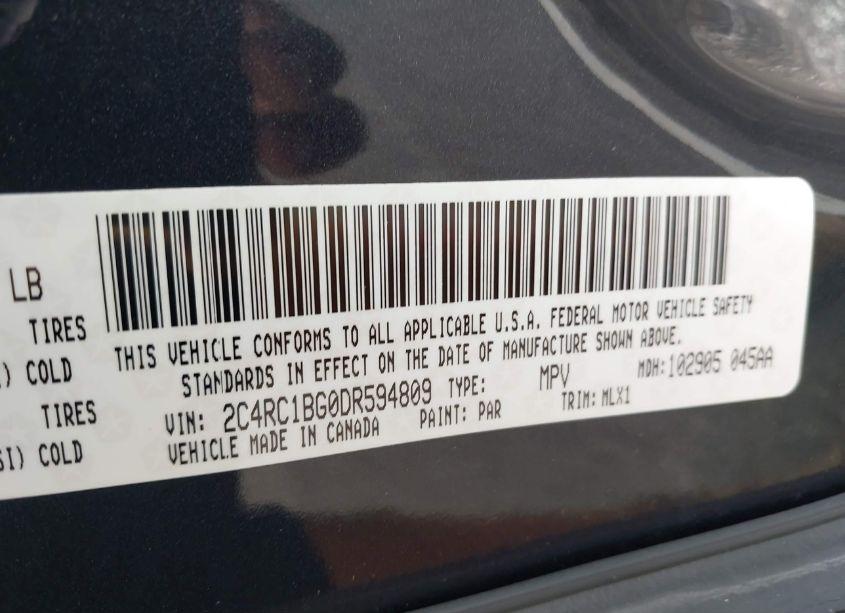 LB
TIRES
) COLD
TIRES
SI) COLD
THIS VEHICLE CONFORMS TO ALL APPLICABLE U.S.A. FEDERAL MOTOR VEHICLE SAFETY
STANDARDS IN EFFECT ON THE DATE OF MANUFACTURE SHOWN ABOVE.
VIN: 2C4RC1BG0DR594809 TYPE: MPV MDH: 102905 045AA
VEHICLE MADE IN CANADA PAINT: PAR TRIM: MLX1